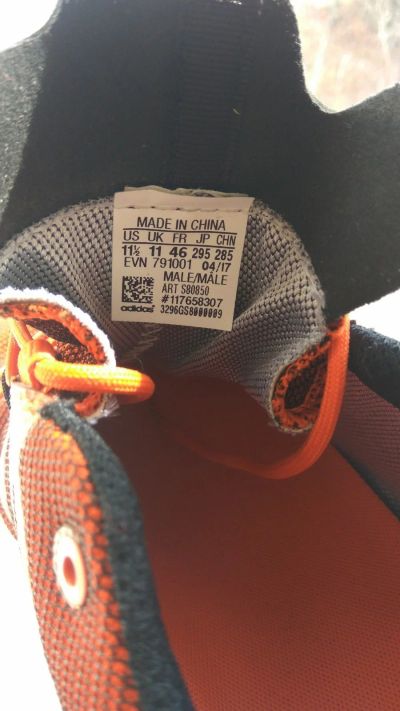 MADE IN CHINA
US UK FR JP CHN
11½ 11 46 295 285
EVN 791001 04/17
MALE/MÂLE
ART S80850
#117658307
adidas 3296GS8000009